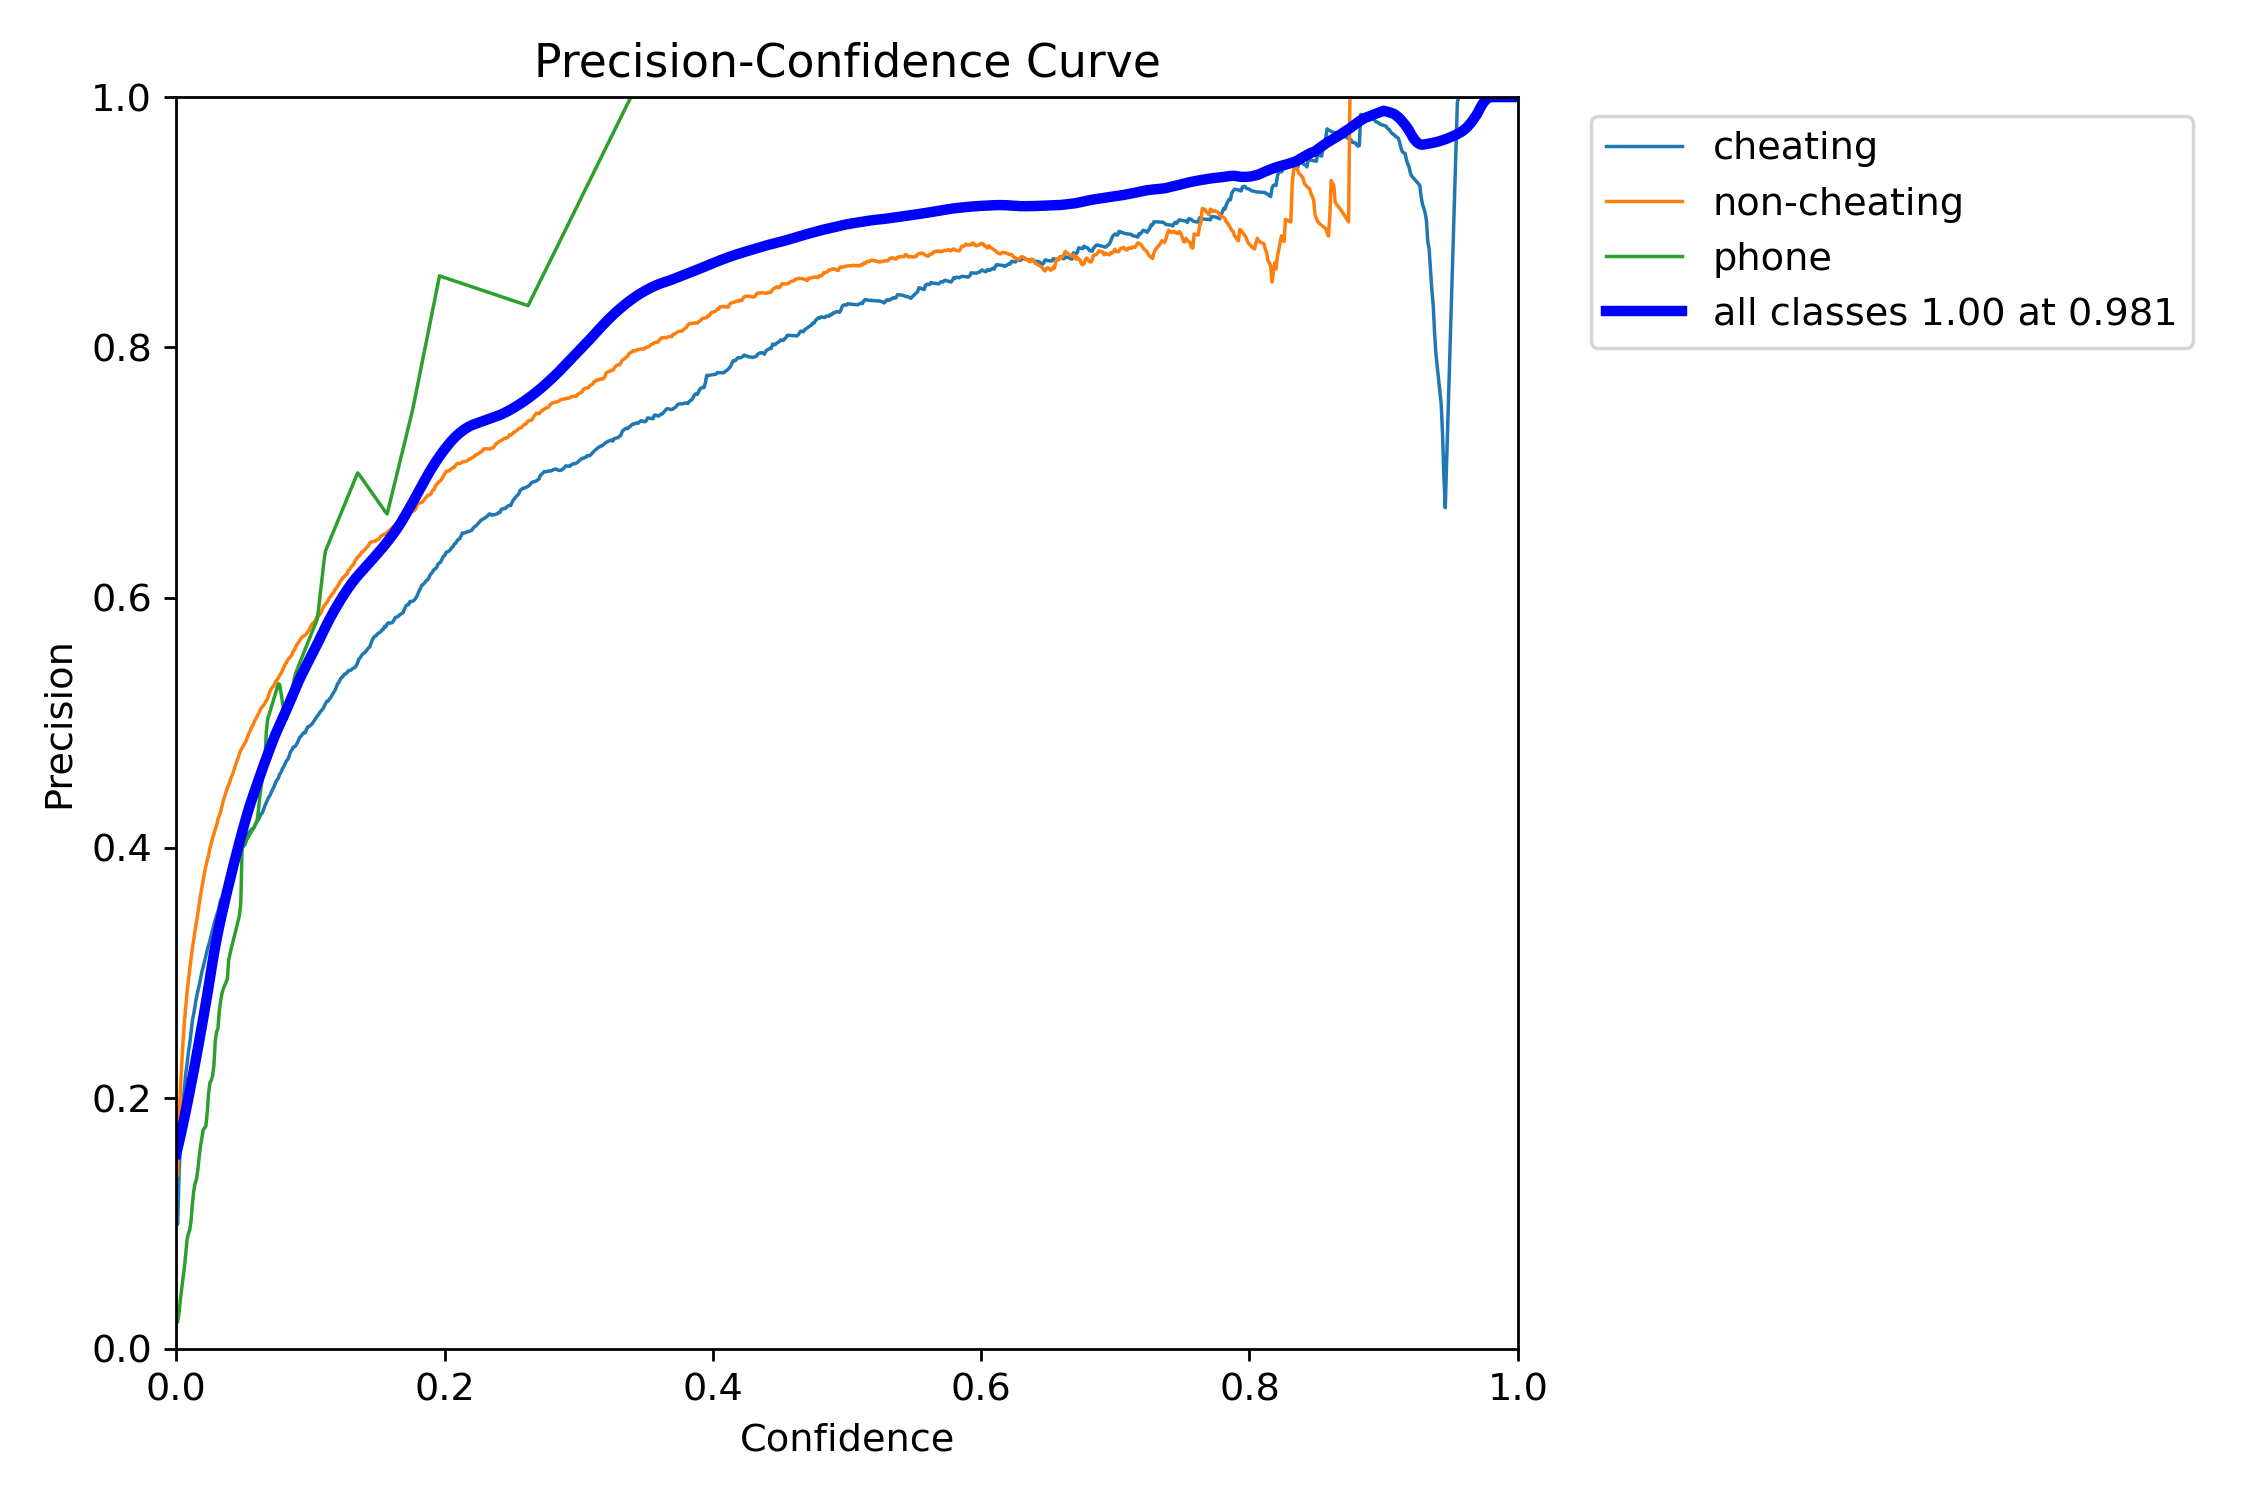 Precision-Confidence Curve
1.0
0.8
0.6
0.4
0.2
0.0
Precision
0.0 0.2 0.4 0.6 0.8 1.0
Confidence
cheating
non-cheating
phone
all classes 1.00 at 0.981